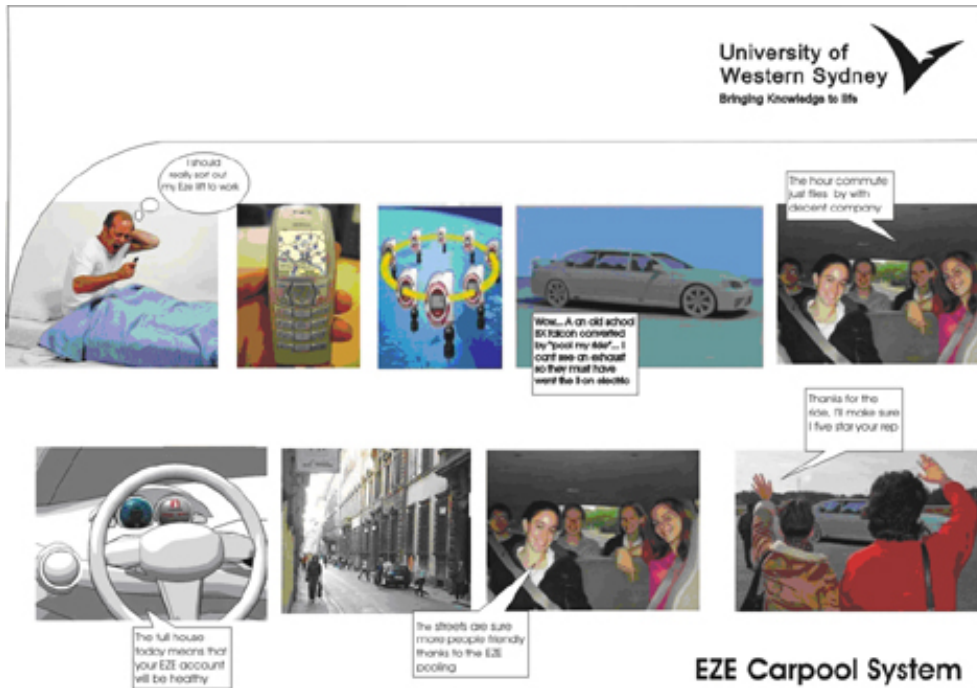 University of
Western Sydney
Bringing Knowledge to life
I should
really sort out
my Eze lift to work
The hour commute
just flies by with
decent company
Wow... A an old school
EX Falcon converted
by "pool my ride"... I
cant see an exhaust
so they must have
went the li on electric
Thanks for the
ride, I'll make sure
I five star your rep
The full house
today means that
your EZE account
will be healthy
The streets are sure
more people friendly
thanks to the EZE
pooling
EZE Carpool System